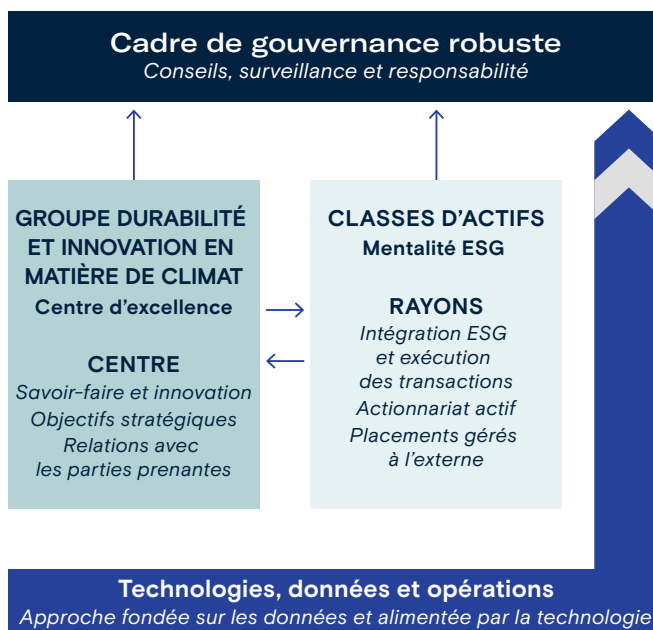 Cadre de gouvernance robuste
Conseils, surveillance et responsabilité
GROUPE DURABILITÉ
ET INNOVATION EN
MATIÈRE DE CLIMAT
Centre d’excellence
CENTRE
Savoir-faire et innovation
Objectifs stratégiques
Relations avec
les parties prenantes
CLASSES D’ACTIFS
Mentalité ESG
RAYONS
Intégration ESG
et exécution
des transactions
Actionnariat actif
Placements gérés
à l’externe
Technologies, données et opérations
Approche fondée sur les données et alimentée par la technologie